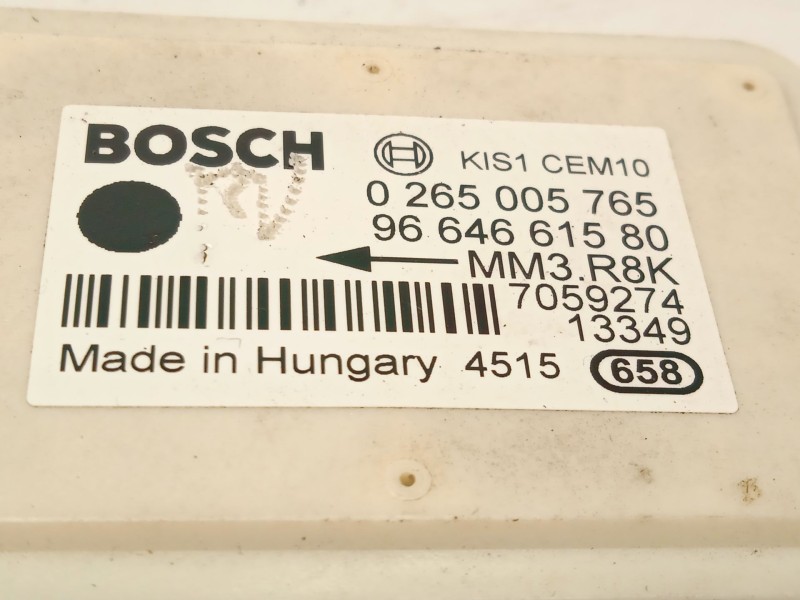 BOSCH
KIS1 CEM10
0 265 005 765
96 646 615 80
MM3.R8K
7059274
13349
Made in Hungary 4515 658